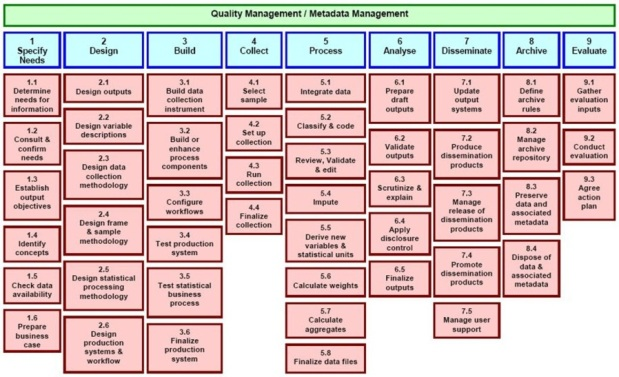 Quality Management / Metadata Management
1
Specify
Needs
2
Design
3
Build
4
Collect
5
Process
6
Analyse
7
Disseminate
8
Archive
9
Evaluate
1.1
Determine
needs for
information
1.2
Consult &
confirm
needs
1.3
Establish
output
objectives
1.4
Identify
concepts
1.5
Check data
availability
1.6
Prepare
business
case
2.1
Design outputs
2.2
Design variable
descriptions
2.3
Design data
collection
methodology
2.4
Design frame
& sample
methodology
2.5
Design statistical
processing
methodology
2.6
Design
production
systems &
workflow
3.1
Build data
collection
instrument
3.2
Build or
enhance
process
components
3.3
Configure
workflows
3.4
Test production
system
3.5
Test statistical
business
process
3.6
Finalize
production
system
4.1
Select
sample
4.2
Set up
collection
4.3
Run
collection
4.4
Finalize
collection
5.1
Integrate data
5.2
Classify & code
5.3
Review, Validate
& edit
5.4
Impute
5.5
Derive new
variables &
statistical units
5.6
Calculate weights
5.7
Calculate
aggregates
5.8
Finalize data files
6.1
Prepare
draft
outputs
6.2
Validate
outputs
6.3
Scrutinize &
explain
6.4
Apply
disclosure
control
6.5
Finalize
outputs
7.1
Update
output
systems
7.2
Produce
dissemination
products
7.3
Manage
release of
dissemination
products
7.4
Promote
dissemination
products
7.5
Manage user
support
8.1
Define
archive
rules
8.2
Manage
archive
repository
8.3
Preserve
data and
associated
metadata
8.4
Dispose of
data &
associated
metadata
9.1
Gather
evaluation
inputs
9.2
Conduct
evaluation
9.3
Agree
action
plan